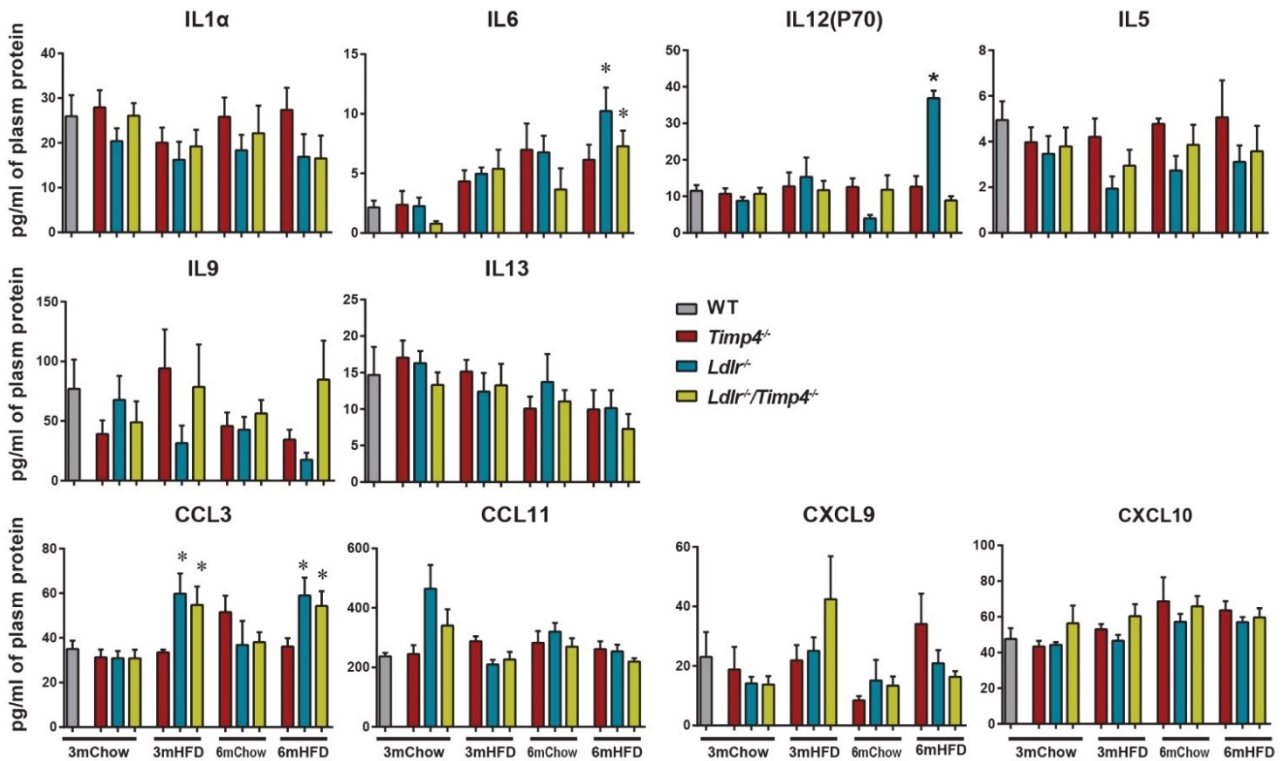 IL1α
IL6
IL12(P70)
IL5
pg/ml of plasm protein
40
30
20
10
0
15
10
5
0
* *
50
40
30
20
10
0
*
8
6
4
2
0
IL9
IL13
pg/ml of plasm protein
150
100
50
0
25
20
15
10
5
0
WT
Timp4-/-
Ldlr-/-
Ldlr-/-/Timp4-/-
CCL3
CCL11
CXCL9
CXCL10
pg/ml of plasm protein
80
60
40
20
0
* * * *
600
400
200
0
60
40
20
0
100
80
60
40
20
0
3mChow 3mHFD 6mChow 6mHFD
3mChow 3mHFD 6mChow 6mHFD
3mChow 3mHFD 6mChow 6mHFD
3mChow 3mHFD 6mChow 6mHFD